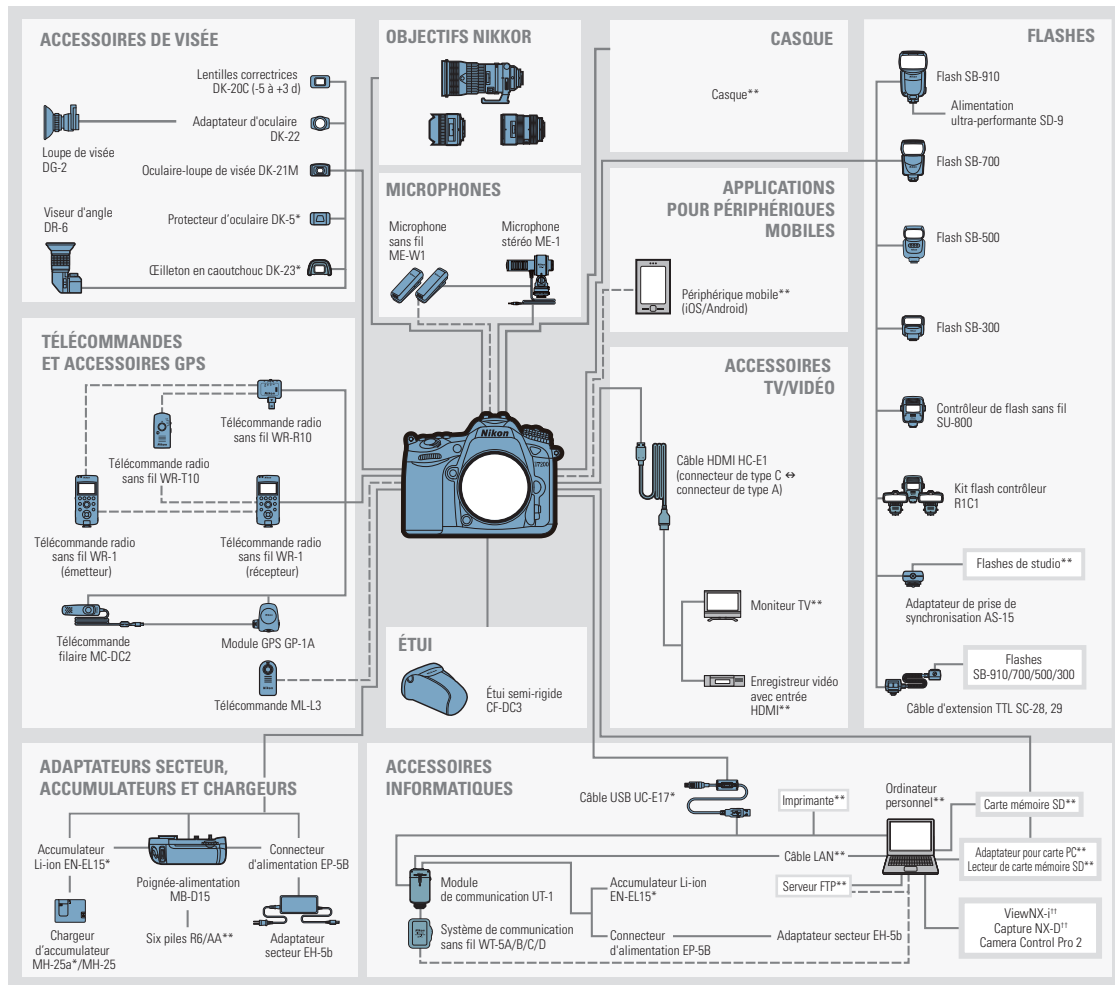 ACCESSOIRES DE VISÉE
Lentilles correctrices
DK-20C (-5 à +3 d)
Adaptateur d'oculaire
DK-22
Loupe de visée
DG-2
Oculaire-loupe de visée DK-21M
Viseur d'angle
DR-6
Protecteur d'oculaire DK-5*
Œilleton en caoutchouc DK-23*
OBJECTIFS NIKKOR
MICROPHONES
Microphone
sans fil
ME-W1
Microphone
stéréo ME-1
CASQUE
Casque**
APPLICATIONS
POUR PÉRIPHÉRIQUES
MOBILES
Périphérique mobile**
(iOS/Android)
FLASHES
Flash SB-910
Alimentation
ultra-performante SD-9
Flash SB-700
Flash SB-500
Flash SB-300
Contrôleur de flash sans fil
SU-800
Kit flash contrôleur
R1C1
Flashes de studio**
Adaptateur de prise de
synchronisation AS-15
Flashes
SB-910/700/500/300
Câble d'extension TTL SC-28, 29
TÉLÉCOMMANDES
ET ACCESSOIRES GPS
Télécommande radio
sans fil WR-R10
Télécommande radio
sans fil WR-T10
Télécommande radio
sans fil WR-1
(émetteur)
Télécommande radio
sans fil WR-1
(récepteur)
Télécommande
filaire MC-DC2
Module GPS GP-1A
Télécommande ML-L3
Nikon
D7200
ÉTUI
Étui semi-rigide
CF-DC3
ACCESSOIRES
TV/VIDÉO
Câble HDMI HC-E1
(connecteur de type C ↔
connecteur de type A)
Moniteur TV**
Enregistreur vidéo
avec entrée
HDMI**
ADAPTATEURS SECTEUR,
ACCUMULATEURS ET CHARGEURS
Accumulateur
Li-ion EN-EL15*
Connecteur
d'alimentation EP-5B
Poignée-alimentation
MB-D15
Chargeur
d'accumulateur
MH-25a*/MH-25
Six piles R6/AA**
Adaptateur
secteur EH-5b
ACCESSOIRES
INFORMATIQUES
Câble USB UC-E17*
Imprimante**
Ordinateur
personnel**
Carte mémoire SD**
Câble LAN**
Adaptateur pour carte PC**
Lecteur de carte mémoire SD**
Module
de communication UT-1
Accumulateur Li-ion
EN-EL15*
Serveur FTP**
Système de communication
sans fil WT-5A/B/C/D
Connecteur
d'alimentation EP-5B
Adaptateur secteur EH-5b
ViewNX-i††
Capture NX-D††
Camera Control Pro 2